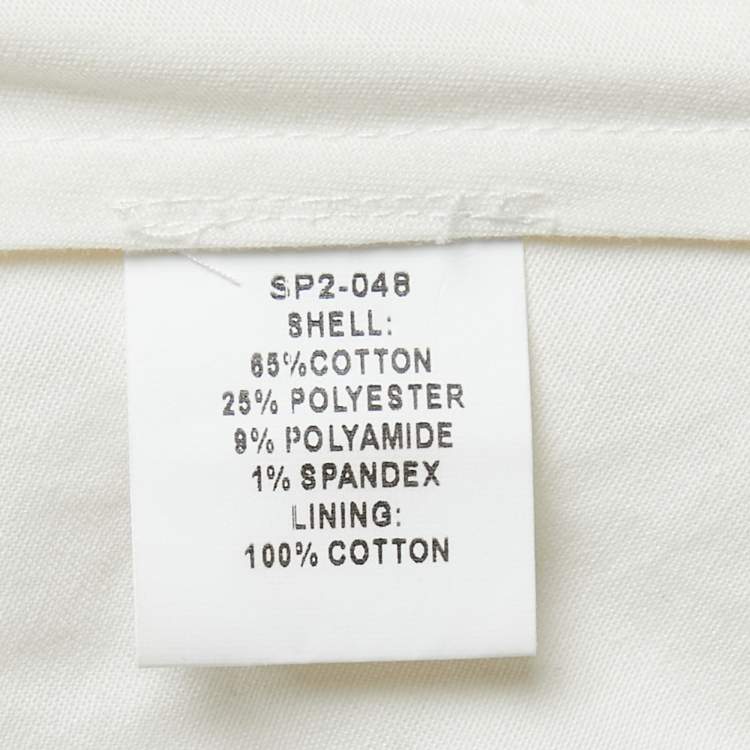 SP2-048
SHELL:
65%COTTON
25% POLYESTER
9% POLYAMIDE
1% SPANDEX
LINING:
100% COTTON